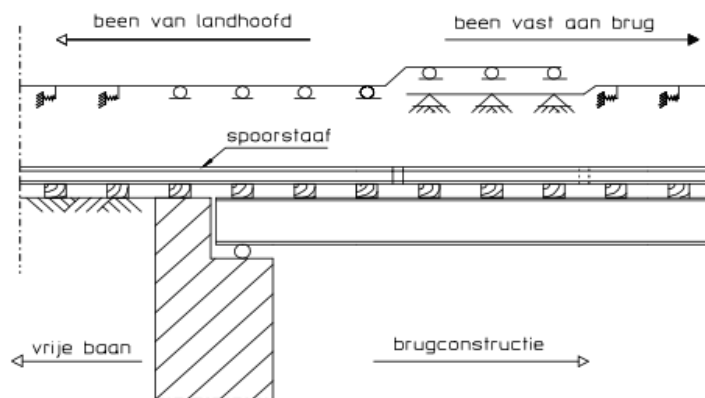 been van landhoofd
been vast aan brug
spoorstaaf
vrije baan
brugconstructie